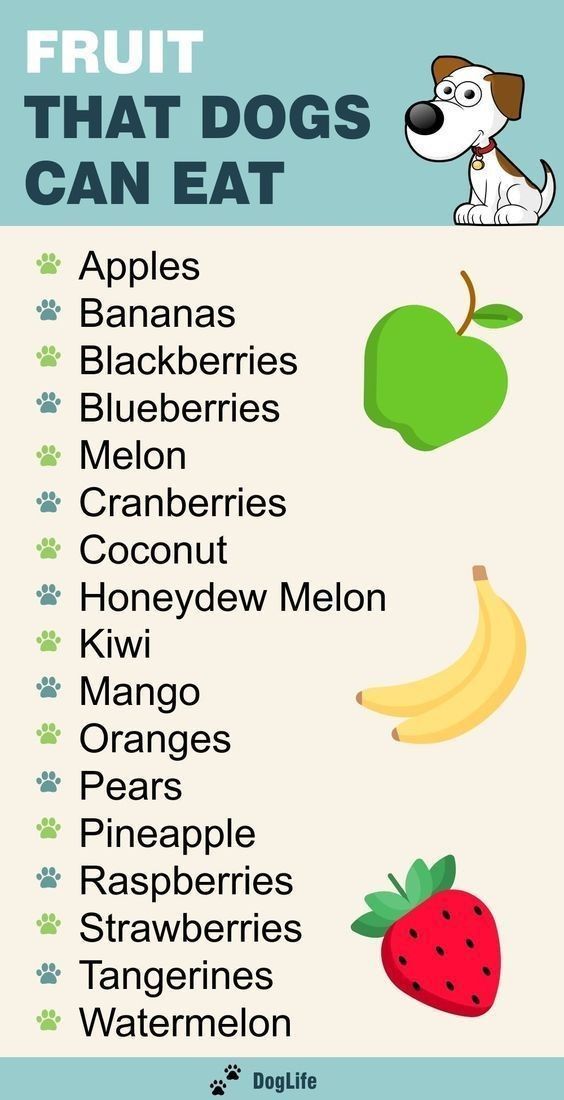 FRUIT
THAT DOGS
CAN EAT
Apples
Bananas
Blackberries
Blueberries
Melon
Cranberries
Coconut
Honeydew Melon
Kiwi
Mango
Oranges
Pears
Pineapple
Raspberries
Strawberries
Tangerines
Watermelon
DogLife